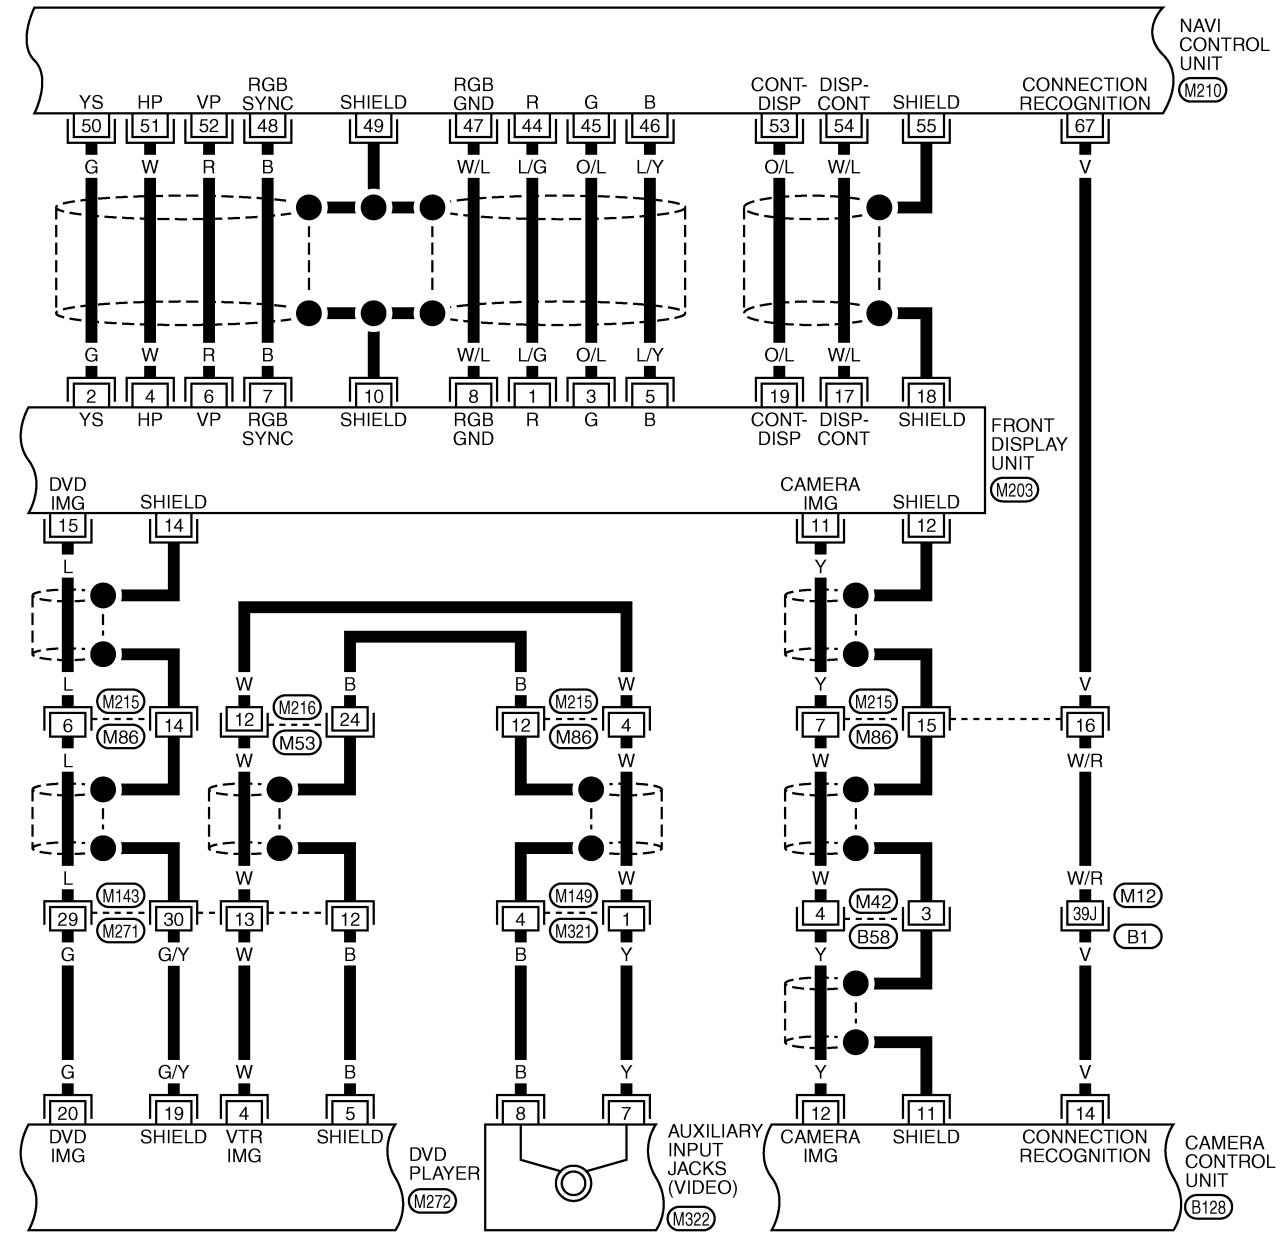 NAVI
CONTROL
UNIT
M210
RGB RGB CONT- DISP-
YS HP VP SYNC SHIELD GND R G B DISP CONT SHIELD
CONNECTION
RECOGNITION
50 51 52 48 49 47 44 45 46 53 54 55 67
G W R B W/L L/G O/L L/Y O/L W/L V
G W R B W/L L/G O/L L/Y O/L W/L
2 4 6 7 10 8 1 3 5 19 17 18
YS HP VP RGB SHIELD RGB R G B CONT- DISP- SHIELD
SYNC GND DISP CONT
FRONT
DISPLAY
UNIT
M203
DVD CAMERA
IMG SHIELD IMG SHIELD
15 14 11 12
L Y
L W B B W Y V
M215 M216 M215 M215
6 14 12 24 12 4 7 15 16
M86 M53 M86 M86
L W W W W/R
L W W W W/R
M143 M149 M42 M12
29 30 13 12 4 1 4 3 39J
M271 M321 B58 B1
G G/Y W B B Y Y V
G G/Y W B B Y Y V
20 19 4 5 8 7 12 11 14
DVD SHIELD VTR SHIELD
IMG IMG
DVD
PLAYER
M272
AUXILIARY
INPUT
JACKS
(VIDEO)
M322
CAMERA SHIELD CONNECTION
IMG RECOGNITION
CAMERA
CONTROL
UNIT
B128